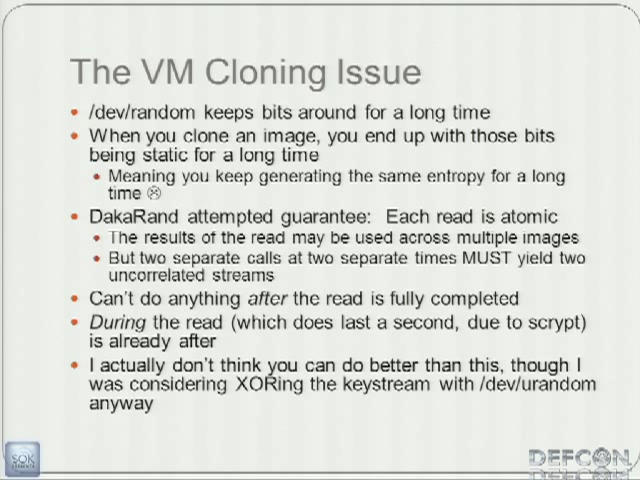 The VM Cloning Issue
• /dev/random keeps bits around for a long time
• When you clone an image, you end up with those bits
being static for a long time
• Meaning you keep generating the same entropy for a long
time ☹
• DakaRand attempted guarantee: Each read is atomic
• The results of the read may be used across multiple images
• But two separate calls at two separate times MUST yield two
uncorrelated streams
• Can't do anything after the read is fully completed
• During the read (which does last a second, due to scrypt)
is already after
• I actually don't think you can do better than this, though I
was considering XORing the keystream with /dev/urandom
anyway
SOK
DEFCON